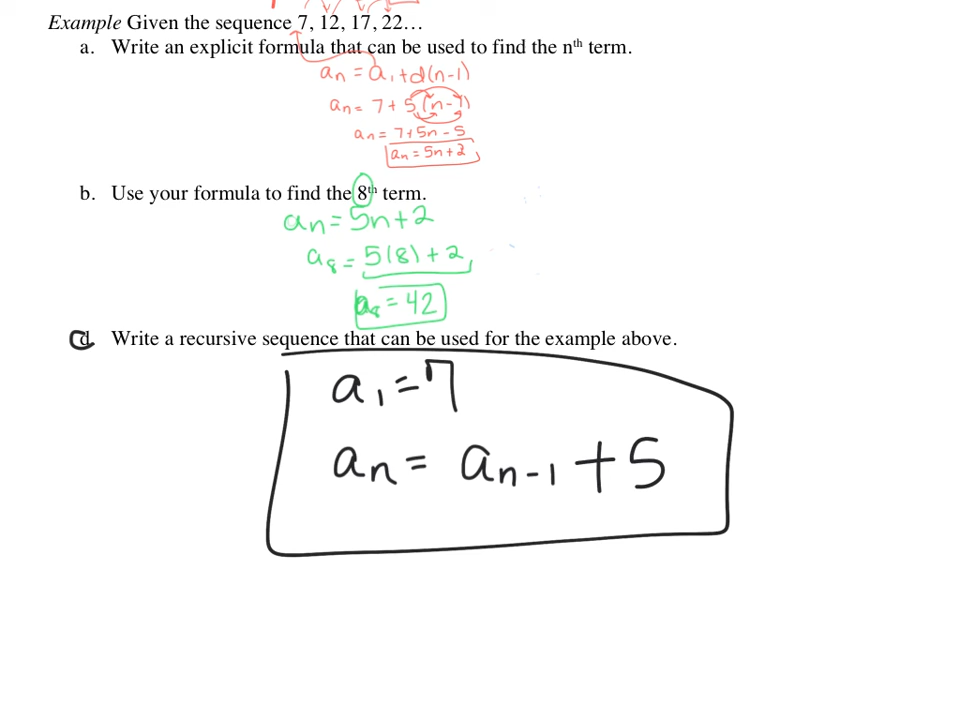 Example Given the sequence 7, 12, 17, 22…
a. Write an explicit formula that can be used to find the nth term.
an = a1 + d(n-1)
an = 7 + 5(n-1)
an = 7 + 5n - 5
an = 5n + 2
b. Use your formula to find the 8th term.
an = 5n + 2
a8 = 5(8) + 2
a8 = 42
c. Write a recursive sequence that can be used for the example above.
a1 = 7
an = an-1 + 5